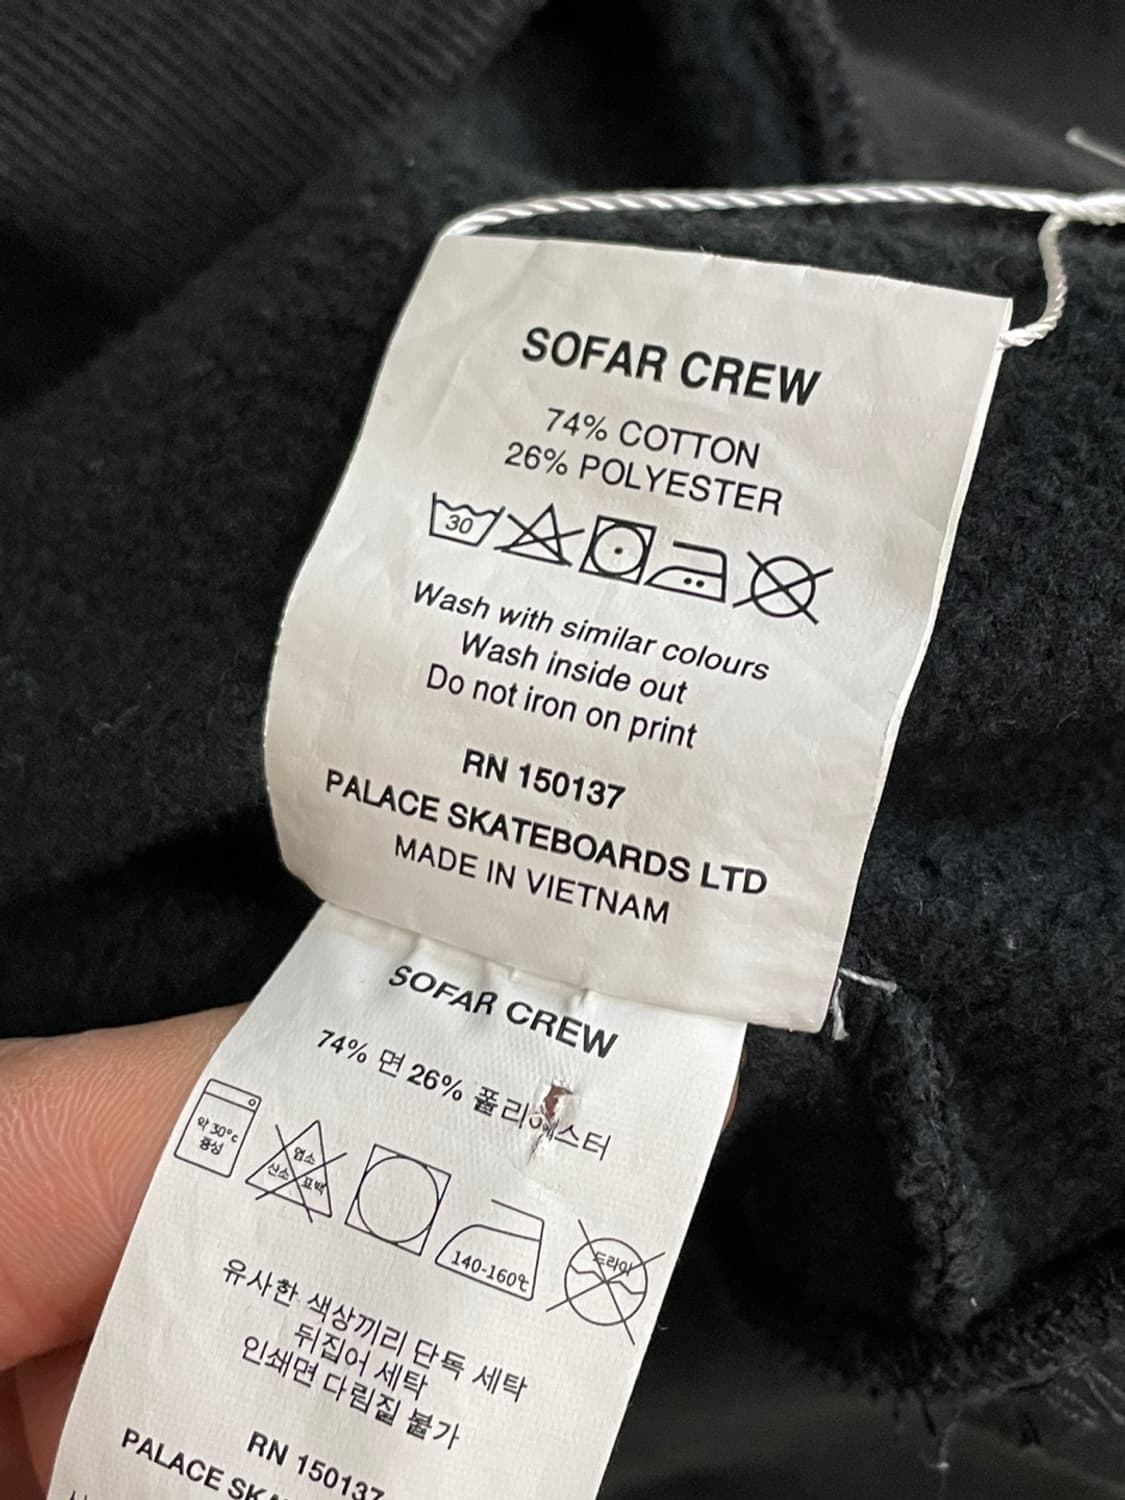 SOFAR CREW
74% COTTON
26% POLYESTER
30
Wash with similar colours
Wash inside out
Do not iron on print
RN 150137
PALACE SKATEBOARDS LTD
MADE IN VIETNAM
SOFAR CREW
74% 면 26% 폴리에스터
약 30°c
중성
염소
산소 표백
140-160℃
드라이
유사한 색상끼리 단독 세탁
뒤집어 세탁
인쇄면 다림질 불가
RN 150137
PALACE